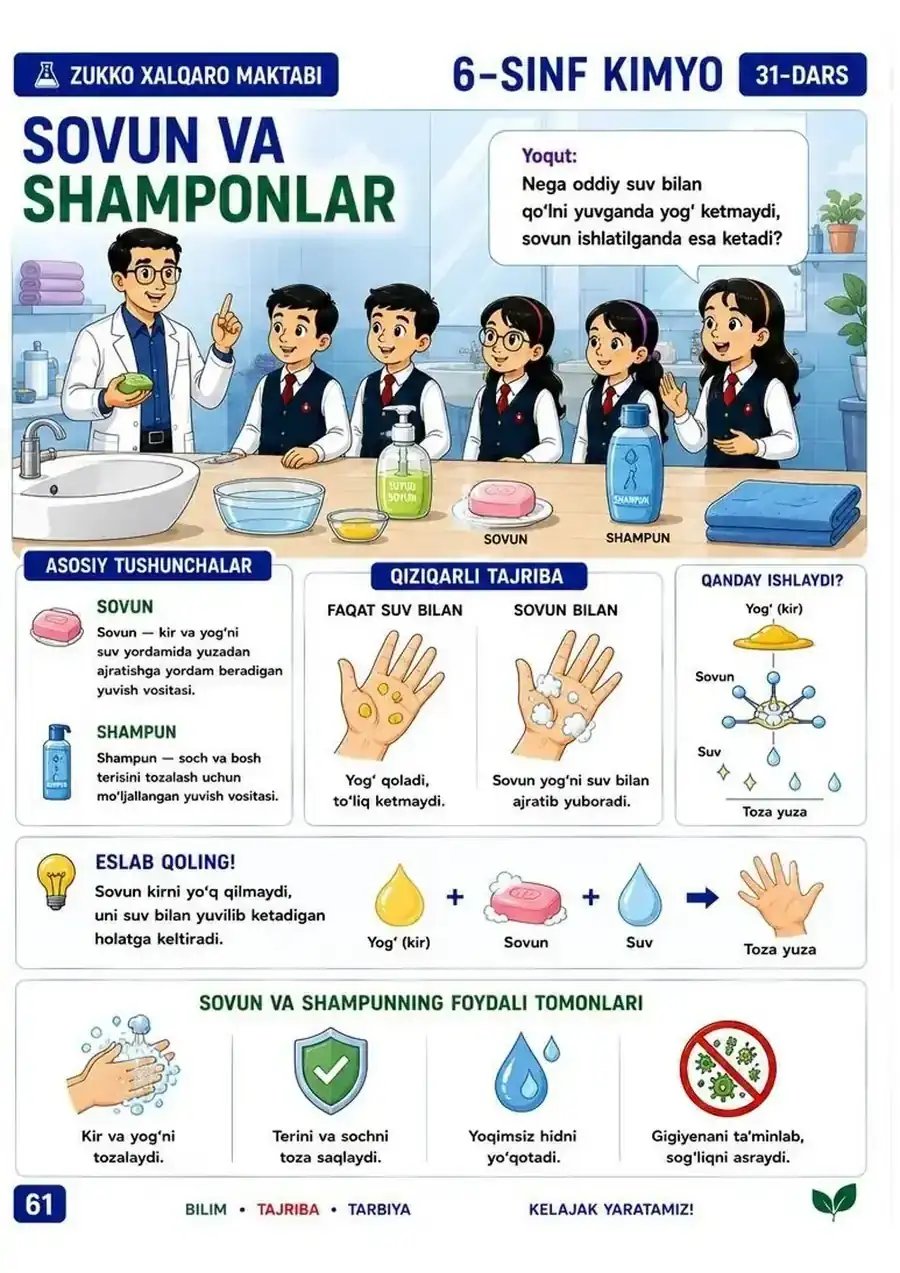 ZUKKO XALQARO MAKTABI
6-SINF KIMYO
31-DARS
SOVUN VA
SHAMPONLAR
Yoqut:
Nega oddiy suv bilan
qo‘lni yuvganda yog‘ ketmaydi,
sovun ishlatilganda esa ketadi?
SUYUQ
SOVUN
SHAMPUN
SOVUN
SHAMPUN
ASOSIY TUSHUNCHALAR
SOVUN
Sovun — kir va yog‘ni
suv yordamida yuzadan
ajratishga yordam beradigan
yuvish vositasi.
SHAMPUN
Shampun — soch va bosh
terisini tozalash uchun
mo‘ljallangan yuvish vositasi.
QIZIQARLI TAJRIBA
FAQAT SUV BILAN
Yog‘ qoladi,
to‘liq ketmaydi.
SOVUN BILAN
Sovun yog‘ni suv bilan
ajratib yuboradi.
QANDAY ISHLAYDI?
Yog‘ (kir)
Sovun
Suv
Toza yuza
ESLAB QOLING!
Sovun kirni yo‘q qilmaydi,
uni suv bilan yuvilib ketadigan
holatga keltiradi.
Yog‘ (kir)
+
Sovun
+
Suv
Toza yuza
SOVUN VA SHAMPUNNING FOYDALI TOMONLARI
Kir va yog‘ni
tozalaydi.
Terini va sochni
toza saqlaydi.
Yoqimsiz hidni
yo‘qotadi.
Gigiyenani ta’minlab,
sog‘liqni asraydi.
61
BILIM • TAJRIBA • TARBIYA
KELAJAK YARATAMIZ!